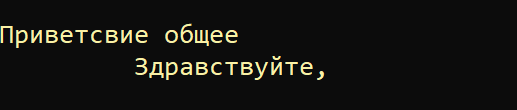 Приветсвие общее
Здравствуйте,